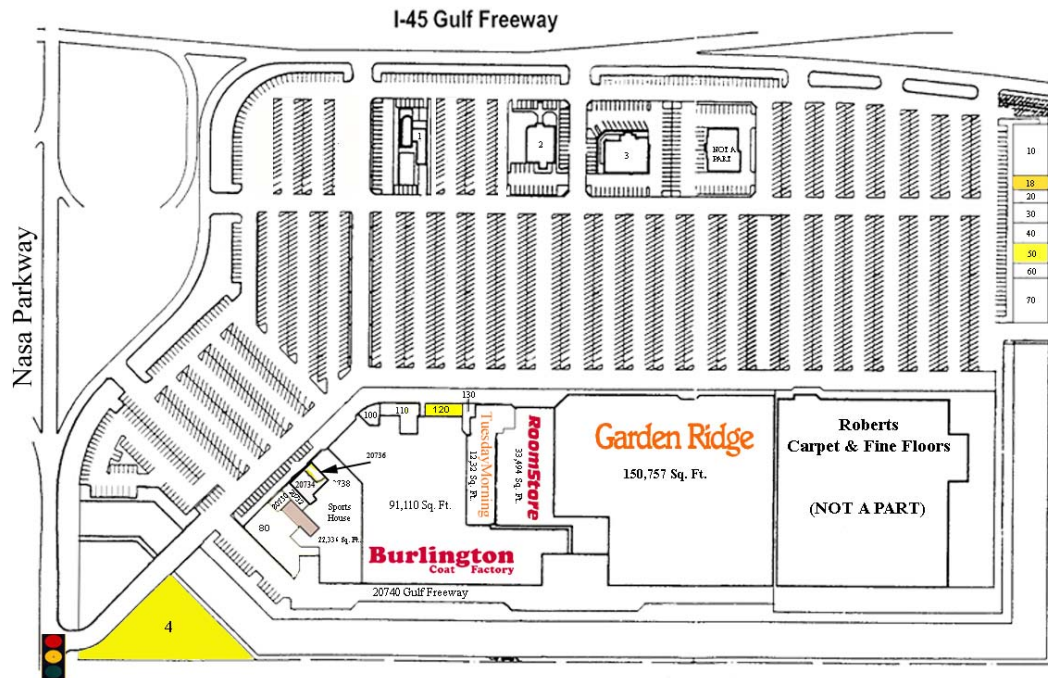 I-45 Gulf Freeway
Nasa Parkway
1
2
3
NOT A
PART
10
18
20
30
40
50
60
70
130
100
110
120
Tuesday Morning
12,32 Sq. Ft.
RoomStore
33,494 Sq. Ft.
Garden Ridge
150,757 Sq. Ft.
Roberts
Carpet & Fine Floors
(NOT A PART)
20736
20734
80
Sports
House
22,336 Sq. Ft.
91,110 Sq. Ft.
Burlington
Coat Factory
20740 Gulf Freeway
4